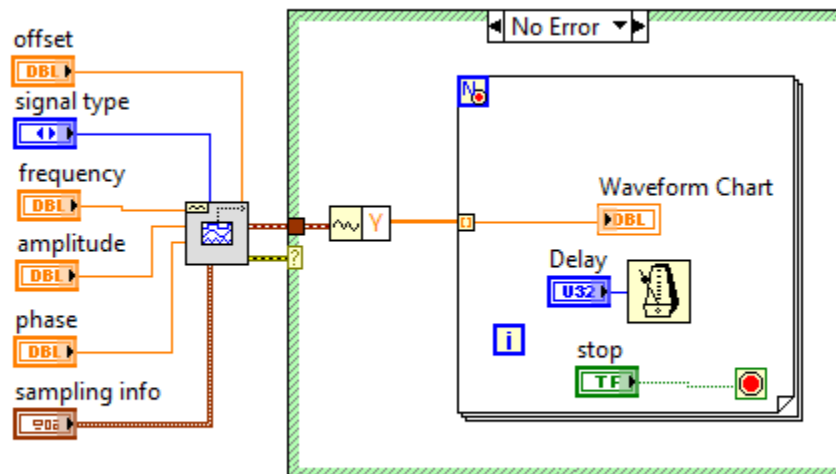 offset
DBL
signal type
frequency
DBL
amplitude
DBL
phase
DBL
sampling info
No Error
?
Y
N
Waveform Chart
DBL
Delay
U32
i
stop
TF